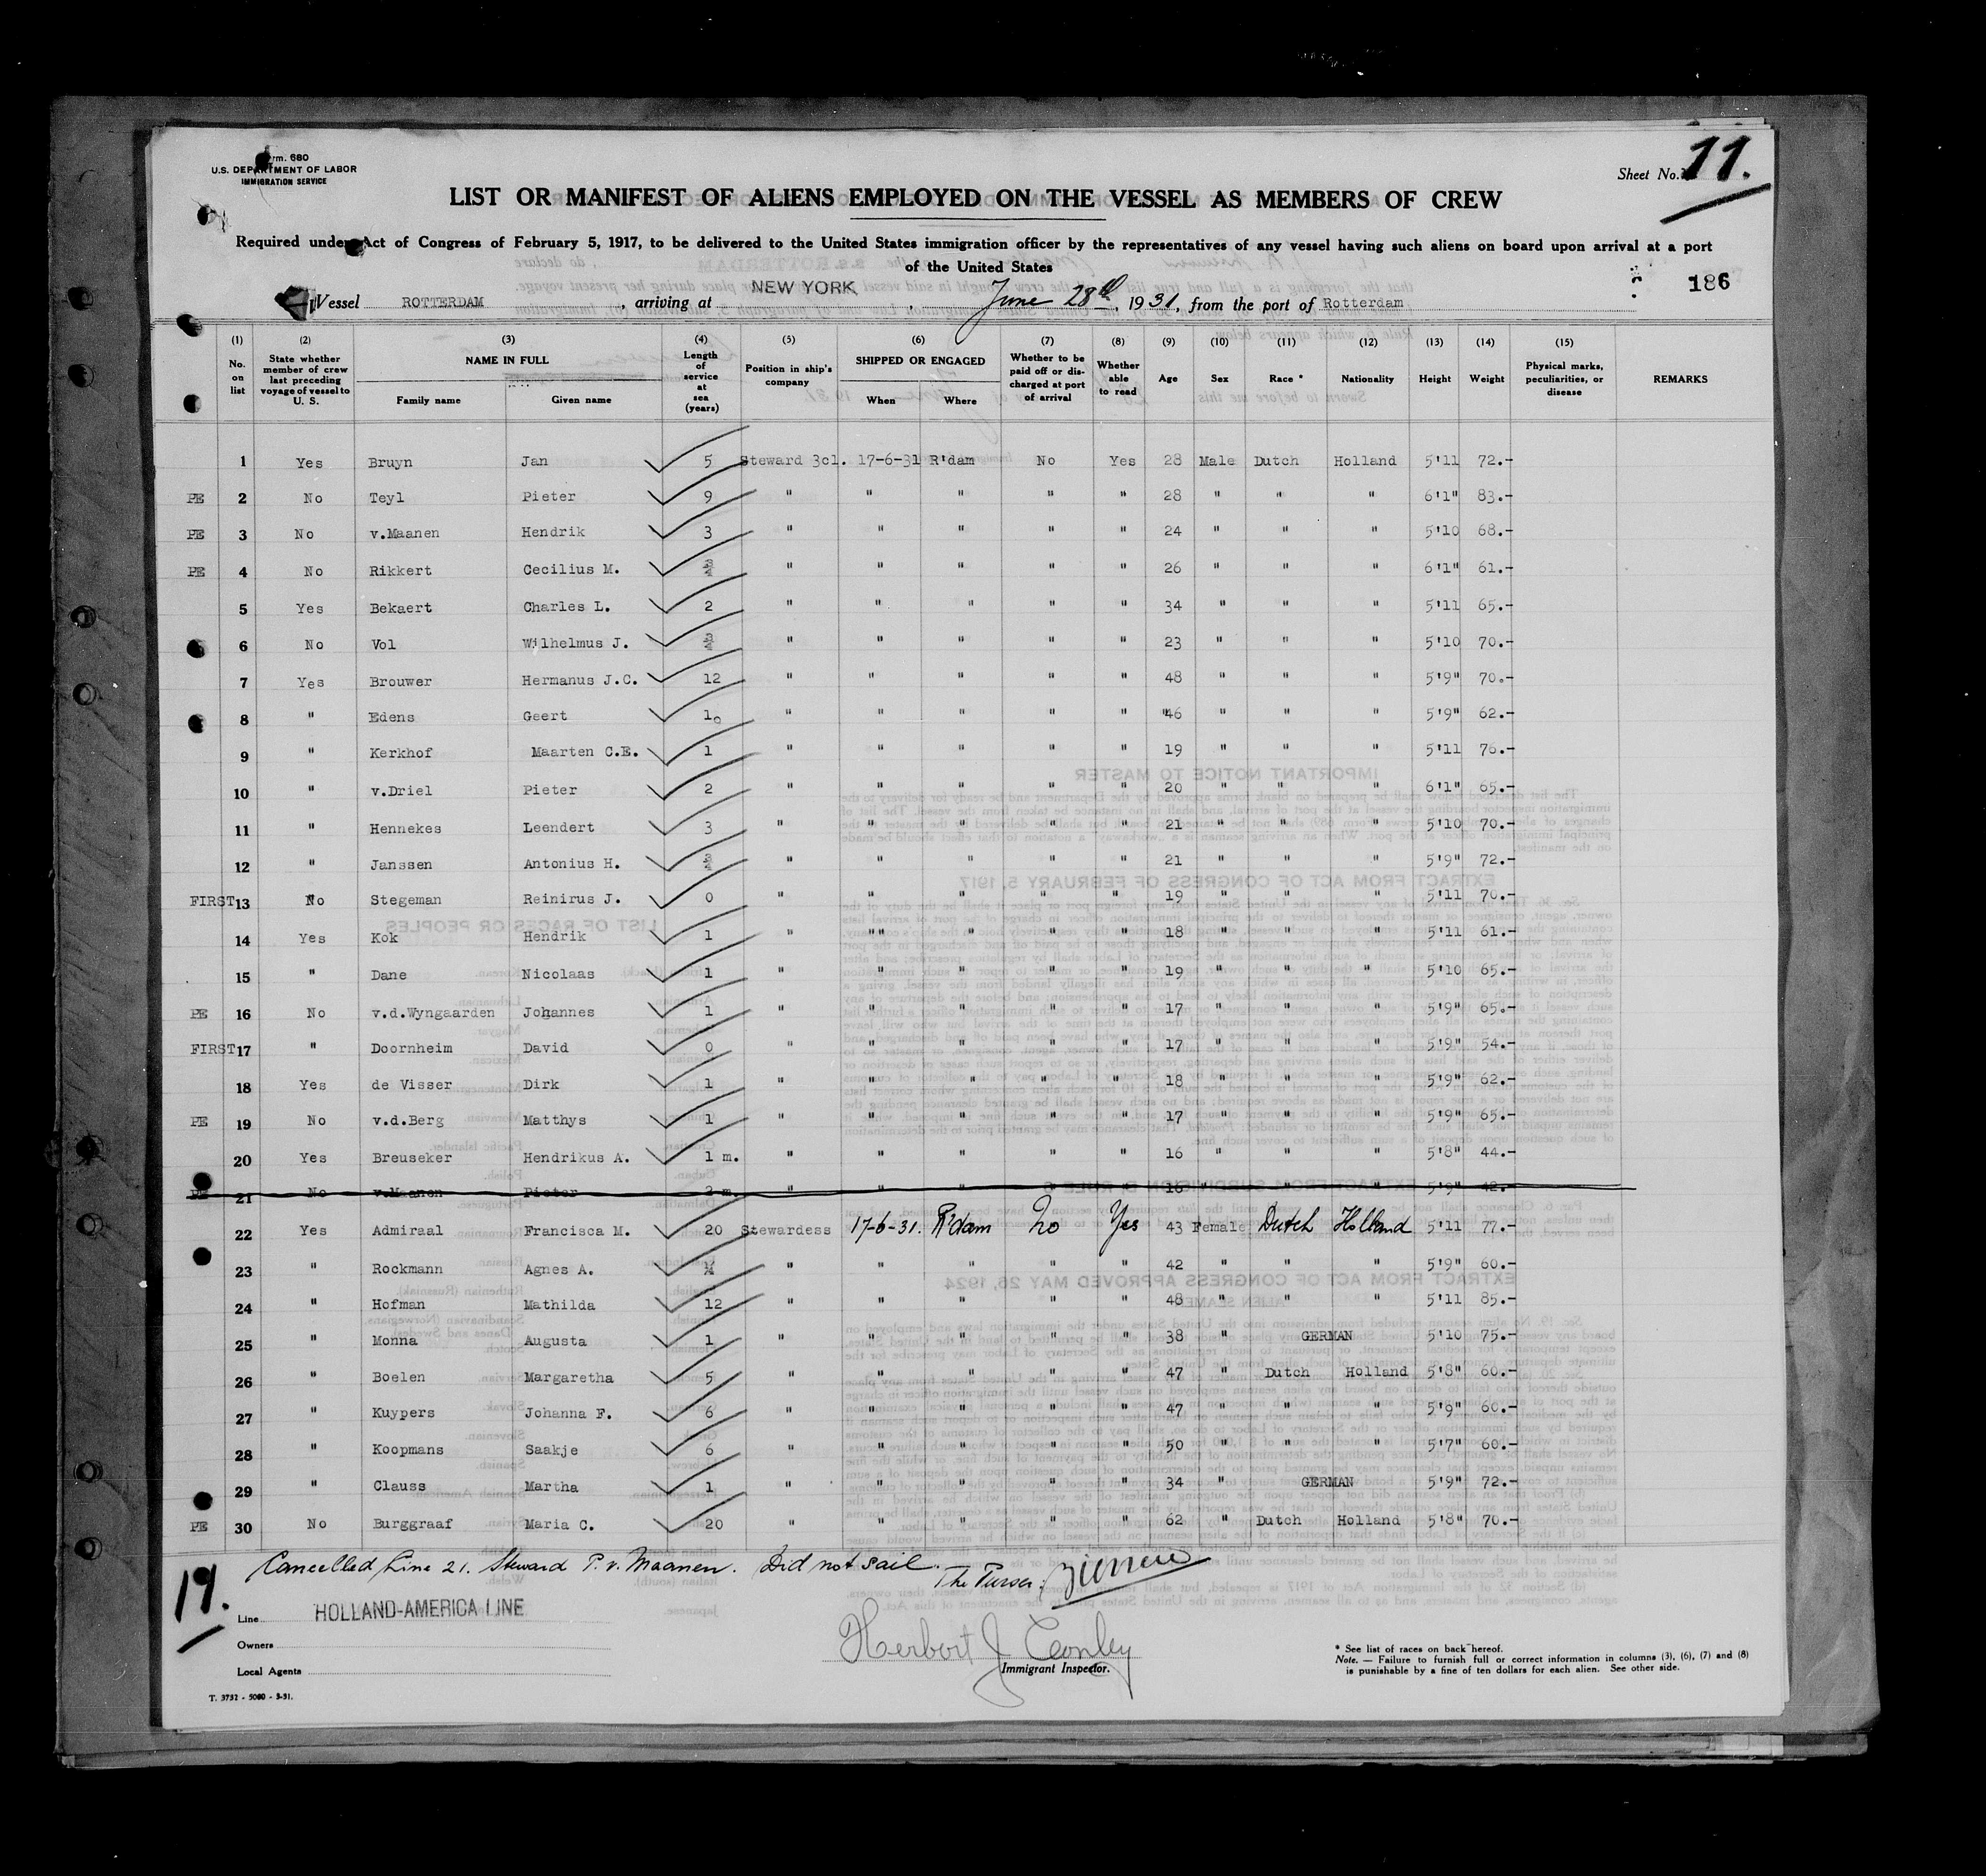 Form. 680
U.S. DEPARTMENT OF LABOR
IMMIGRATION SERVICE
Sheet No. 11.
LIST OR MANIFEST OF ALIENS EMPLOYED ON THE VESSEL AS MEMBERS OF CREW
Required under Act of Congress of February 5, 1917, to be delivered to the United States immigration officer by the representatives of any vessel having such aliens on board upon arrival at a port
of the United States
186
Vessel ROTTERDAM, arriving at NEW YORK, June 28th, 1931, from the port of Rotterdam
(1) No. on list (2) State whether member of crew last preceding voyage of vessel to U. S. (3) NAME IN FULL Family name Given name (4) Length of service at sea (years) (5) Position in ship's company (6) SHIPPED OR ENGAGED When Where (7) Whether to be paid off or discharged at port of arrival (8) Whether able to read (9) Age (10) Sex (11) Race * (12) Nationality (13) Height (14) Weight (15) Physical marks, peculiarities, or disease REMARKS
1 Yes Bruyn Jan 5 Steward 3cl. 17-6-31 R'dam No Yes 28 Male Dutch Holland 5'11 72.-
PE 2 No Teyl Pieter 9 " " " " " 28 " " " 6'1" 83.-
PE 3 No v.Maanen Hendrik 3 " " " " " 24 " " " 5'10 68.-
PE 4 No Rikkert Cecilius M. 3/4 " " " " " 26 " " " 6'1" 61.-
5 Yes Bekaert Charles L. 2 " " " " " 34 " " " 5'11 65.-
6 No Vol Wilhelmus J. 3/4 " " " " " 23 " " " 5'10 70.-
7 Yes Brouwer Hermanus J.C. 12 " " " " " 48 " " " 5'9" 70.-
8 " Edens Geert 10 " " " " " 46 " " " 5'9" 62.-
9 " Kerkhof Maarten C.E. 1 " " " " " 19 " " " 5'11 76.-
10 " v.Driel Pieter 2 " " " " " 20 " " " 6'1" 65.-
11 " Hennekes Leendert 3 " " " " " 21 " " " 5'10 70.-
12 " Janssen Antonius H. 3/4 " " " " " 21 " " " 5'9" 72.-
FIRST 13 No Stegeman Reinirus J. 0 " " " " " 19 " " " 5'11 70.-
14 Yes Kok Hendrik 1 " "" " " " 18 " " " 5'11 61.-
15 " Dane Nicolaas 1 " " " " " 19 " " " 5'10 65.-
PE 16 No v.d.Wyngaarden Johannes 1 " " " " " 17 " " " 5'9" 65.-
FIRST 17 " Doornheim David 0 " " " " " 17 " " " 5'9" 54.-
18 Yes de Visser Dirk 1 " " " " " 18 " " " 5'9" 62.-
PE 19 No v.d.Berg Matthys 1 " " " " " 17 " " " 5'9" 65.-
20 Yes Breuseker Hendrikus A. 1 m. " " " " " 16 " " " 5'8" 44.-
PE 21 No v.Maanen Pieter 2 m. " " " " " 16 " " " 5'9" 42.-
22 Yes Admiraal Francisca M. 20 Stewardess 17-6-31. R'dam No Yes 43 Female Dutch Holland 5'11 77.-
23 " Rockmann Agnes A. " " " " " 42 " " " 5'9" 60.-
24 " Hofman Mathilda 12 " " " " " 48 " " " 5'11 85.-
25 " Monna Augusta 1 " " " " " 38 " GERMAN 5'10 75.-
26 " Boelen Margaretha 5 " " " " " 47 " Dutch Holland 5'8" 60.-
27 " Kuypers Johanna F. 6 " " " " " 47 " " " 5'9" 60.-
28 " Koopmans Saakje 6 " " " " " 50 " " " 5'7" 60.-
29 " Clauss Martha 1 " " " " " 34 " GERMAN 5'9" 72.-
PE 30 No Burggraaf Maria C. 20 " " " " " 62 " Dutch Holland 5'8" 70.-
Cancelled Line 21. Steward P. v. Maanen. Did not sail. The Purser:
19.
Line HOLLAND-AMERICA LINE
Owners
Local Agents
Herbert J Conley
Immigrant Inspector.
* See list of races on back hereof.
Note. — Failure to furnish full or correct information in columns (3), (6), (7) and (8)
is punishable by a fine of ten dollars for each alien. See other side.
T. 3732 - 5000 - 3-31.